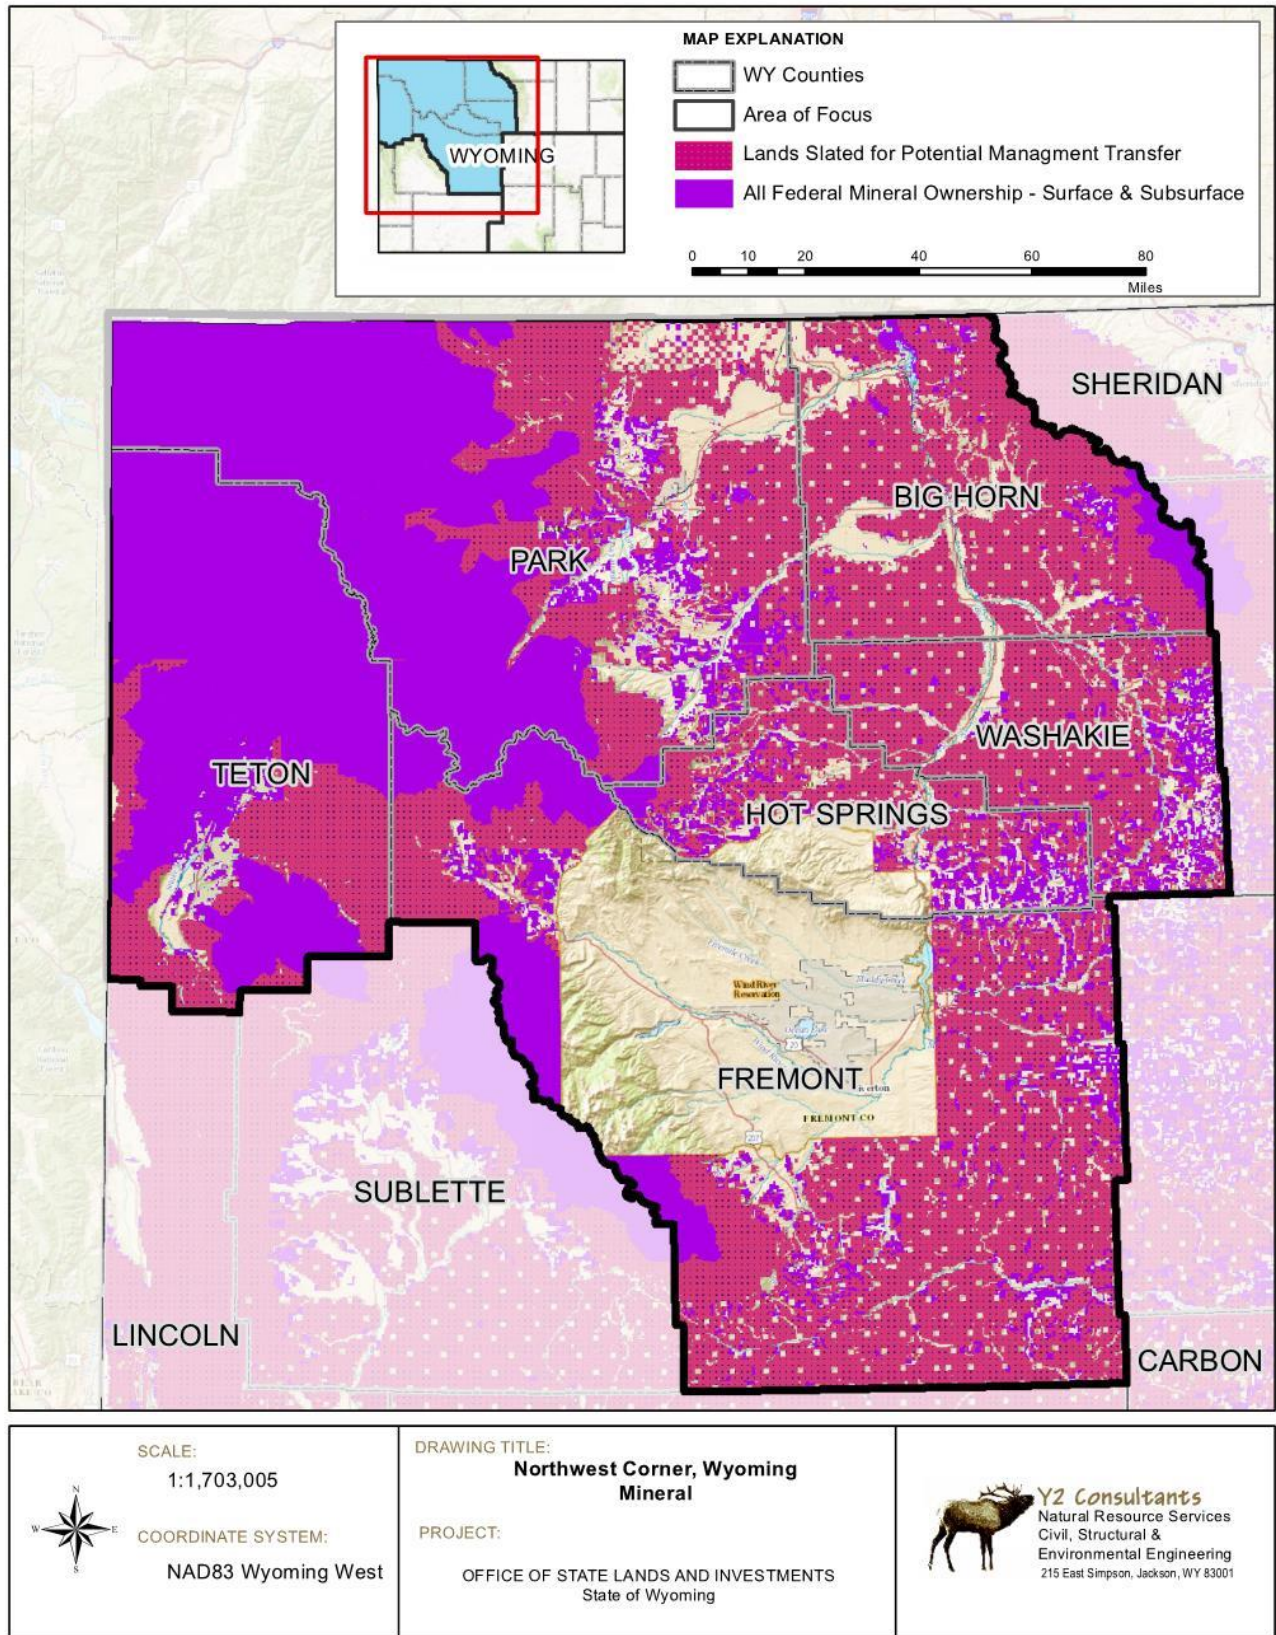 MAP EXPLANATION
WY Counties
Area of Focus
Lands Slated for Potential Managment Transfer
All Federal Mineral Ownership - Surface & Subsurface
WYOMING
0 10 20 40 60 80
Miles
SHERIDAN
BIG HORN
PARK
WASHAKIE
TETON
HOT SPRINGS
Wind River
Reservation
FREMONT
FREMONT CO
SUBLETTE
LINCOLN
CARBON
SCALE:
1:1,703,005
COORDINATE SYSTEM:
NAD83 Wyoming West
N
W E
S
DRAWING TITLE:
Northwest Corner, Wyoming
Mineral
PROJECT:
OFFICE OF STATE LANDS AND INVESTMENTS
State of Wyoming
Y2 Consultants
Natural Resource Services
Civil, Structural &
Environmental Engineering
215 East Simpson, Jackson, WY 83001